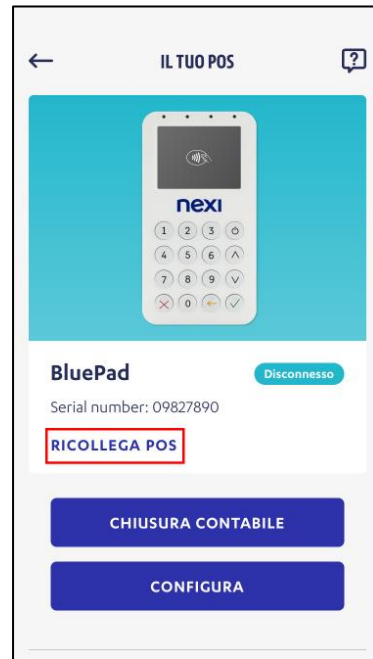 IL TUO POS
nexi
1 2 3
4 5 6
7 8 9
0
BluePad
Disconnesso
Serial number: 09827890
RICOLLEGA POS
CHIUSURA CONTABILE
CONFIGURA